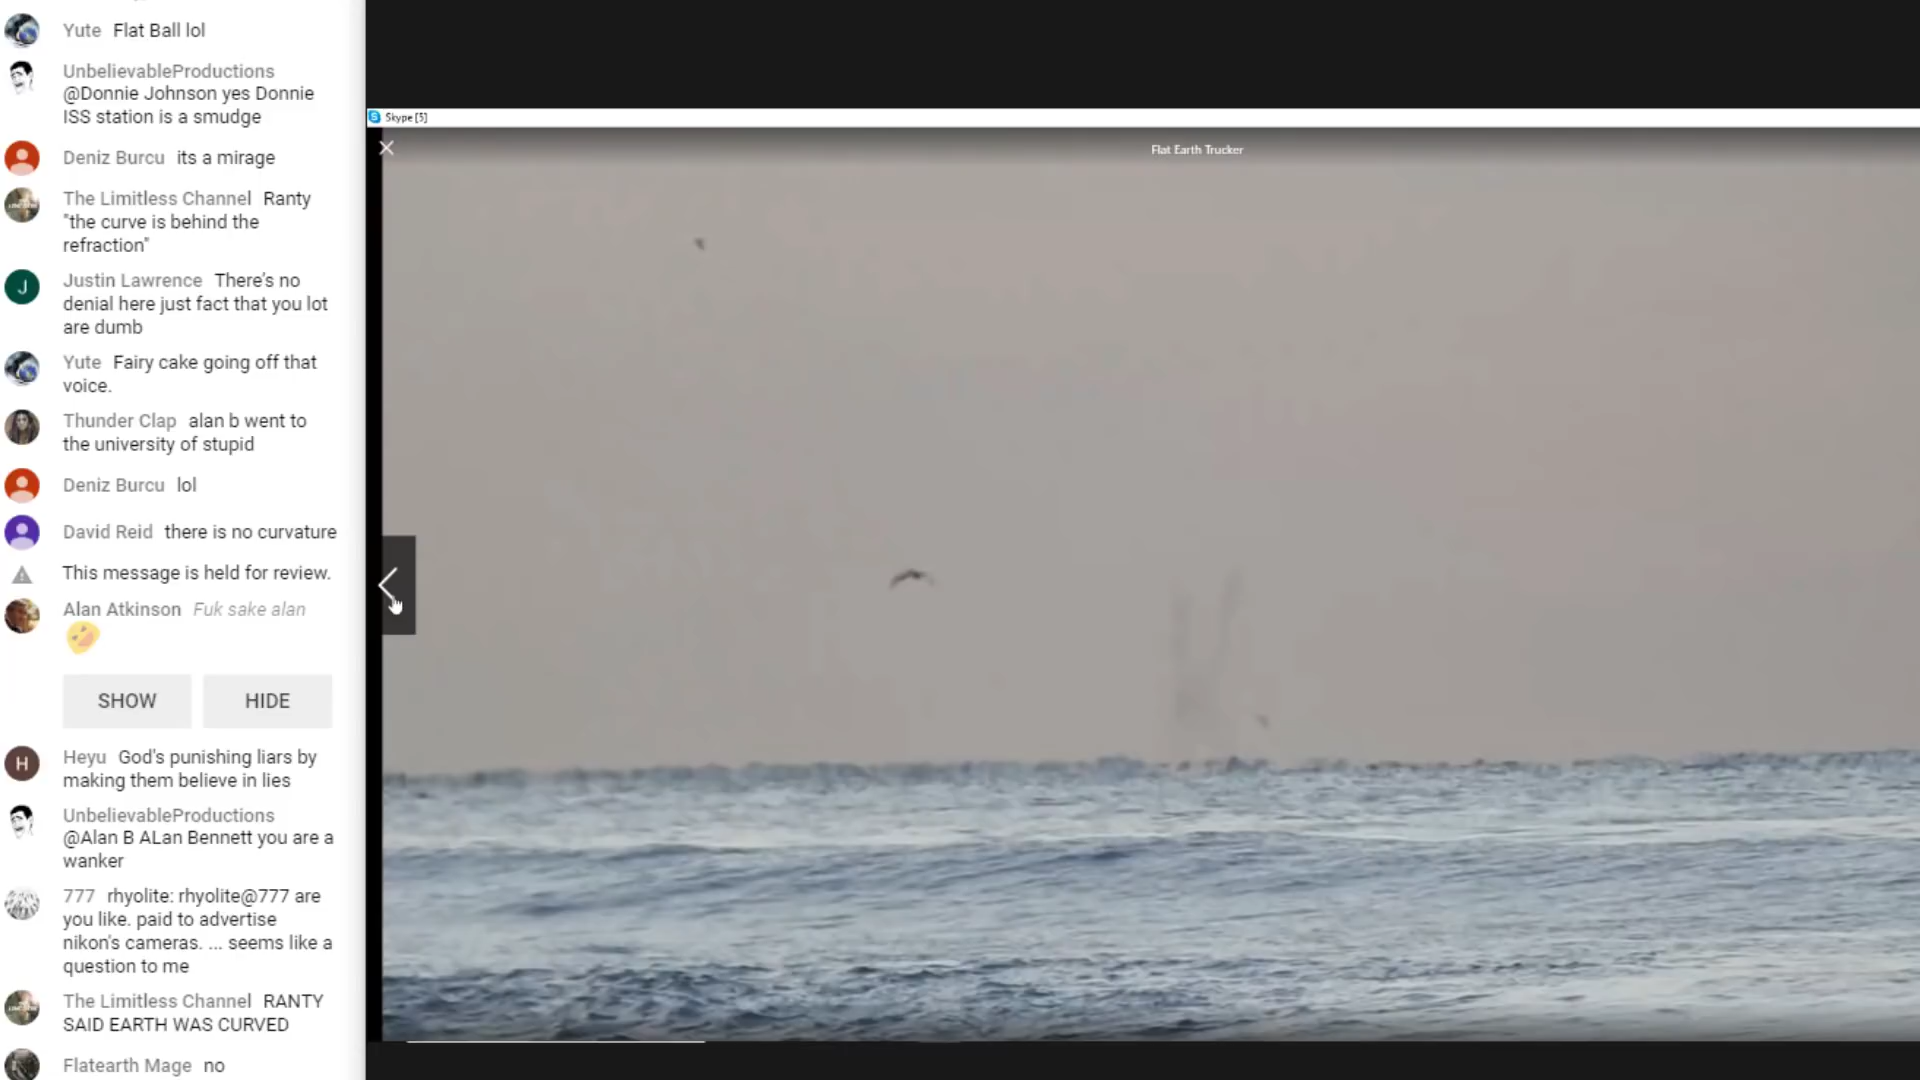 Yute Flat Ball lol
UnbelievableProductions
@Donnie Johnson yes Donnie
ISS station is a smudge
Deniz Burcu its a mirage
The Limitless Channel Ranty
"the curve is behind the
refraction"
Justin Lawrence There's no
denial here just fact that you lot
are dumb
Yute Fairy cake going off that
voice.
Thunder Clap alan b went to
the university of stupid
Deniz Burcu lol
David Reid there is no curvature
This message is held for review.
Alan Atkinson Fuk sake alan
SHOW HIDE
Heyu God's punishing liars by
making them believe in lies
UnbelievableProductions
@Alan B ALan Bennett you are a
wanker
777 rhyolite: rhyolite@777 are
you like. paid to advertise
nikon's cameras. ... seems like a
question to me
The Limitless Channel RANTY
SAID EARTH WAS CURVED
Flatearth Mage no
Skype [5]
Flat Earth Trucker
J
H